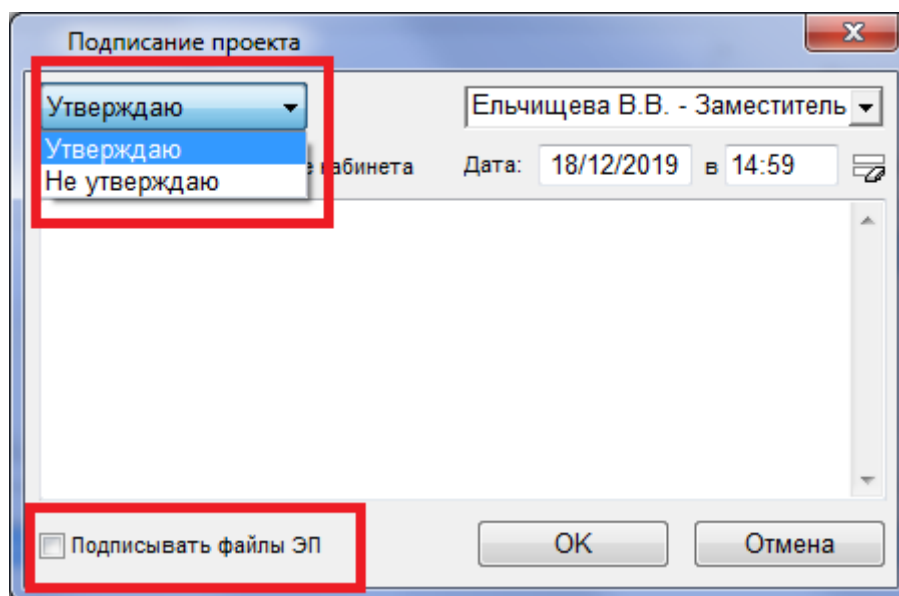 Подписание проекта
Утверждаю Ельчищева В.В. - Заместитель
Утверждаю
Не утверждаю кабинета Дата: 18/12/2019 в 14:59
Подписывать файлы ЭП OK Отмена